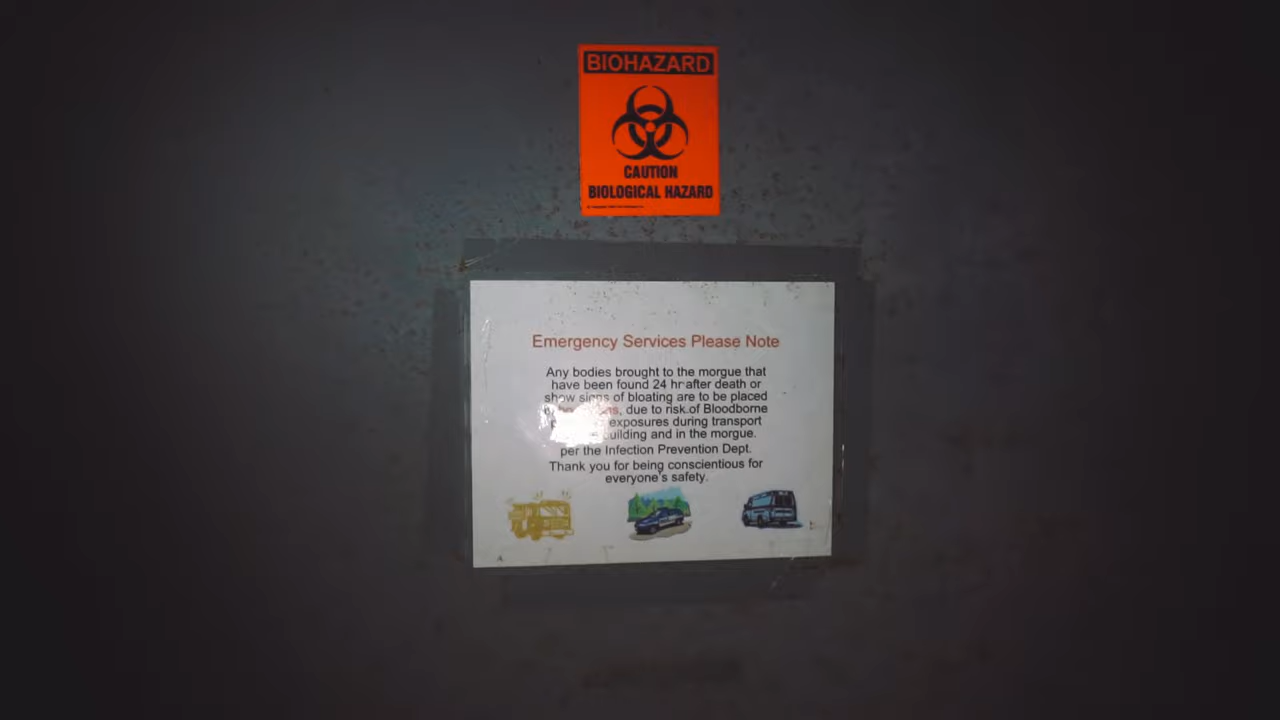 BIOHAZARD
CAUTION
BIOLOGICAL HAZARD
Emergency Services Please Note
Any bodies brought to the morgue that
have been found 24 hr after death or
show signs of bloating are to be placed
due to risk of Bloodborne
exposures during transport
building and in the morgue.
per the Infection Prevention Dept.
Thank you for being conscientious for
everyone's safety.